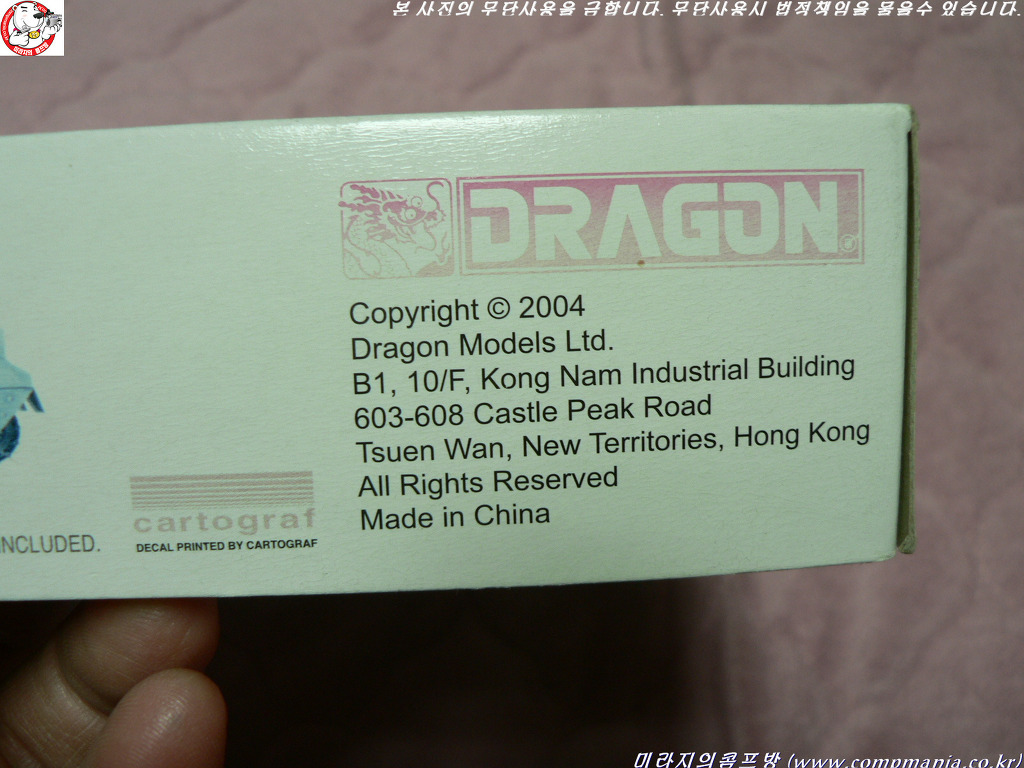 본 사진의 무단사용을 금합니다. 무단사용시 법적책임을 물을수 있습니다.
DRAGON
Copyright © 2004
Dragon Models Ltd.
B1, 10/F, Kong Nam Industrial Building
603-608 Castle Peak Road
Tsuen Wan, New Territories, Hong Kong
All Rights Reserved
Made in China
cartograf
INCLUDED.
DECAL PRINTED BY CARTOGRAF
미라지의콤프방 (www.compmania.co.kr)